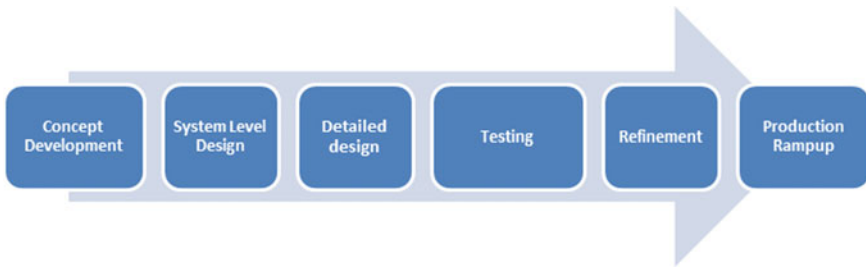 Concept
Development
System Level
Design
Detailed
design
Testing
Refinement
Production
Rampup